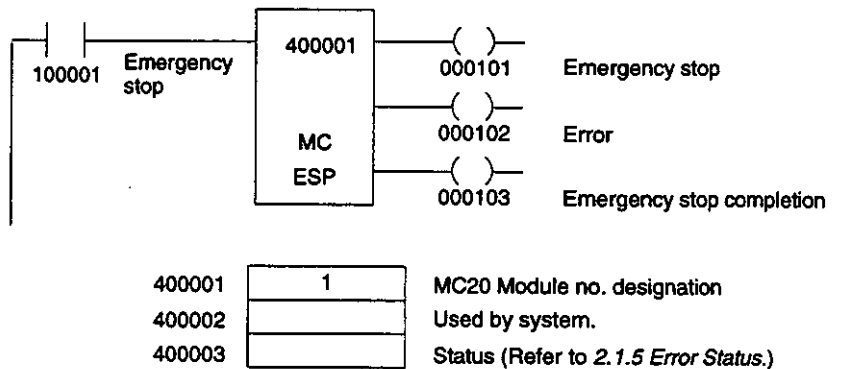 400001
100001
Emergency
stop
000101
Emergency stop
000102
Error
MC
ESP
000103
Emergency stop completion
400001
1
MC20 Module no. designation
400002
Used by system.
400003
Status (Refer to 2.1.5 Error Status.)